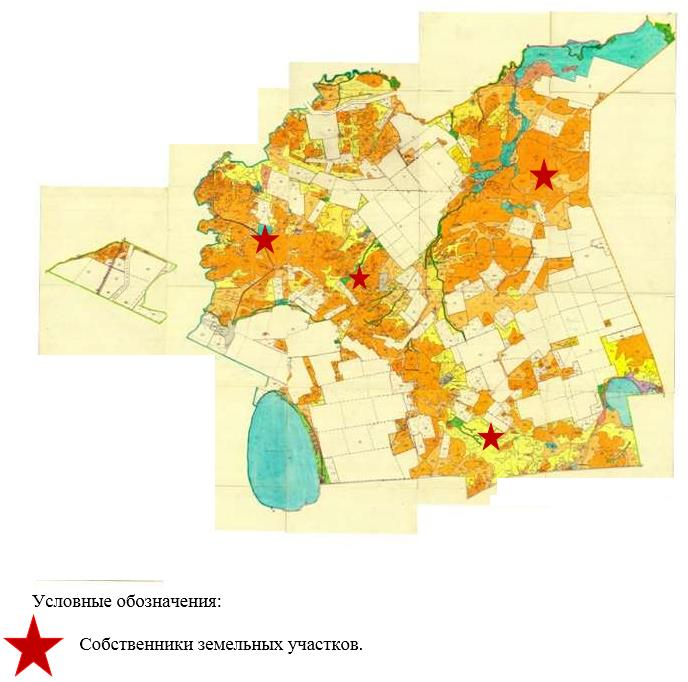 Условные обозначения:
Собственники земельных участков.